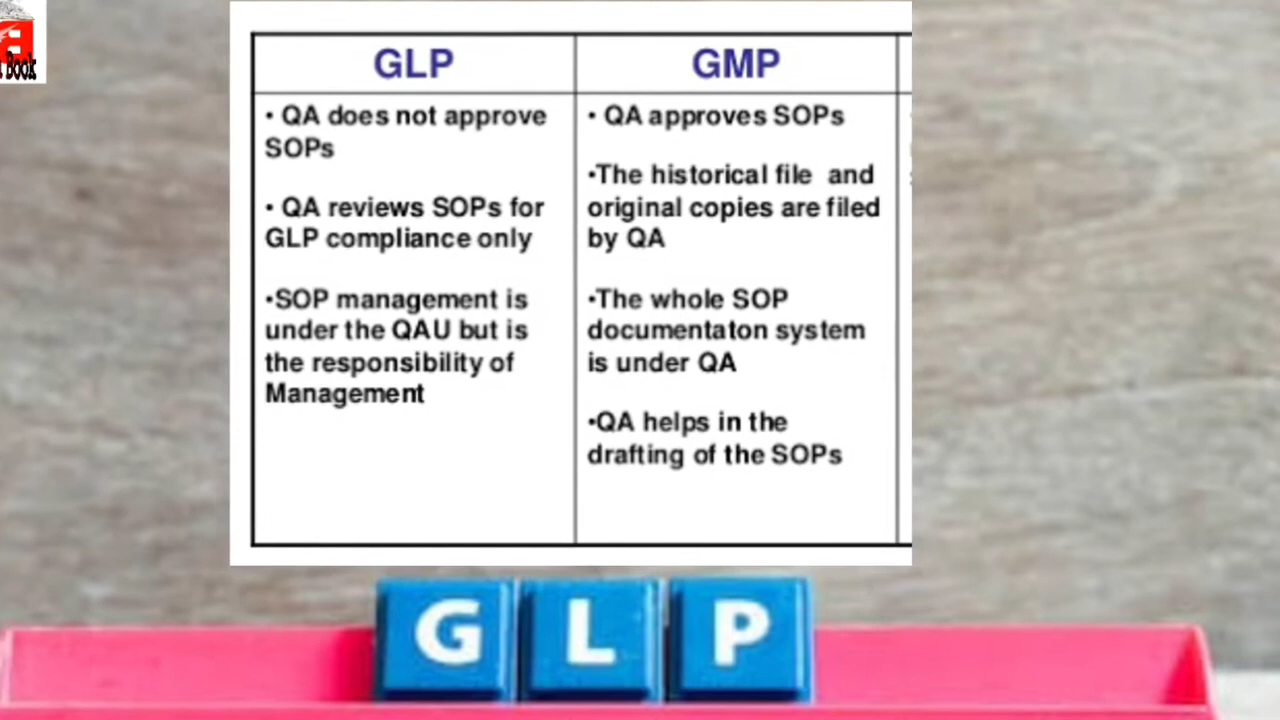 Book
GLP
• QA does not approve
SOPs
• QA reviews SOPs for
GLP compliance only
•SOP management is
under the QAU but is
the responsibility of
Management
GMP
• QA approves SOPs
•The historical file and
original copies are filed
by QA
•The whole SOP
documentaton system
is under QA
•QA helps in the
drafting of the SOPs
G L P